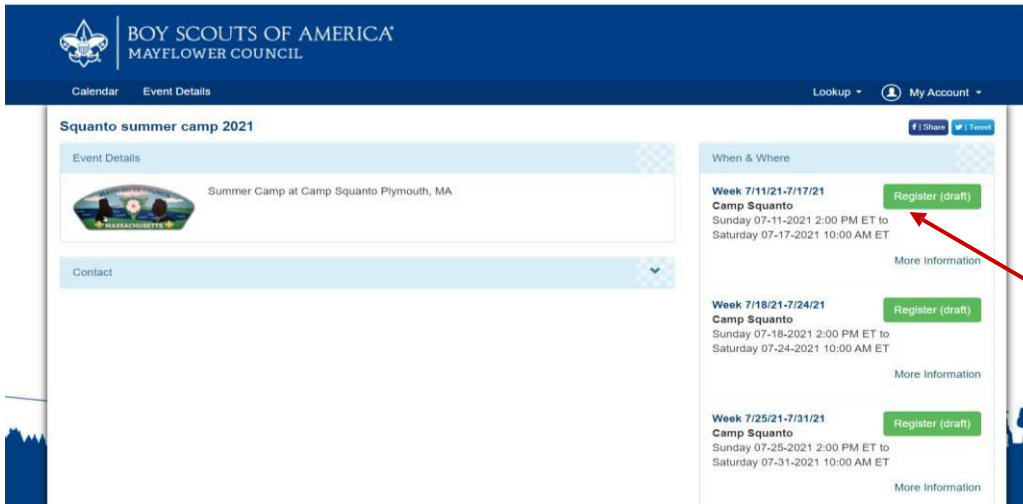 BOY SCOUTS OF AMERICA®
MAYFLOWER COUNCIL
Calendar Event Details Lookup My Account
Squanto summer camp 2021
f | Share | Tweet
Event Details
MAYFLOWER COUNCIL
MASSACHUSETTS
Summer Camp at Camp Squanto Plymouth, MA
Contact
When & Where
Week 7/11/21-7/17/21
Register (draft)
Camp Squanto
Sunday 07-11-2021 2:00 PM ET to
Saturday 07-17-2021 10:00 AM ET
More Information
Week 7/18/21-7/24/21
Register (draft)
Camp Squanto
Sunday 07-18-2021 2:00 PM ET to
Saturday 07-24-2021 10:00 AM ET
More Information
Week 7/25/21-7/31/21
Register (draft)
Camp Squanto
Sunday 07-25-2021 2:00 PM ET to
Saturday 07-31-2021 10:00 AM ET
More Information